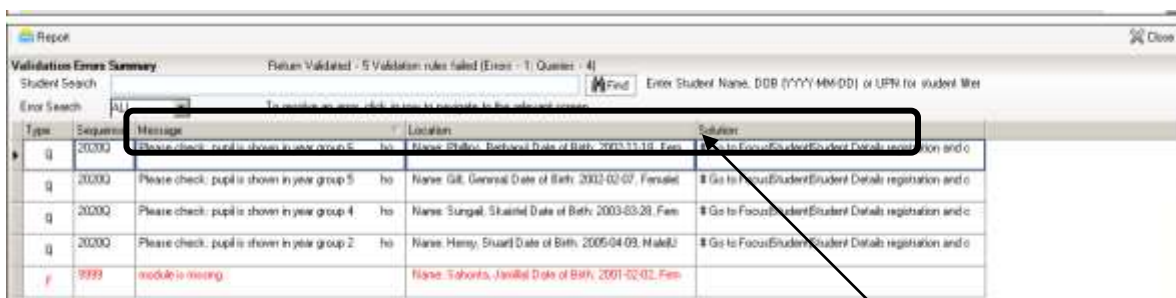 Report Close
Validation Errors Summary Return Validated - 5 Validation rules failed (Errors - 1: Queries - 4)
Student Search Find Enter Student Name, DOB (YYYY-MM-DD) or UPN for student filter
Error Search ALL To resolve an error, click in row to navigate to the relevant screen
Type Sequence Message Location Solution
Q 2020Q Please check: pupil is shown in year group ho Name: Date of Birth: 2002-11-18, Fem # Go to Focus|Student|Student Details registration and c
Q 2020Q Please check: pupil is shown in year group 5 ho Name: Gill, Gemma| Date of Birth: 2002-02-07, Female| # Go to Focus|Student|Student Details registration and c
Q 2020Q Please check: pupil is shown in year group 4 ho Name: Date of Birth: 2003-03-28, Fem # Go to Focus|Student|Student Details registration and c
Q 2020Q Please check: pupil is shown in year group 2 ho Name: Stuart| Date of Birth: 2005-04-09, Male|U # Go to Focus|Student|Student Details registration and c
F 9999 module is missing Name: Date of Birth: 2001-02-02, Fem